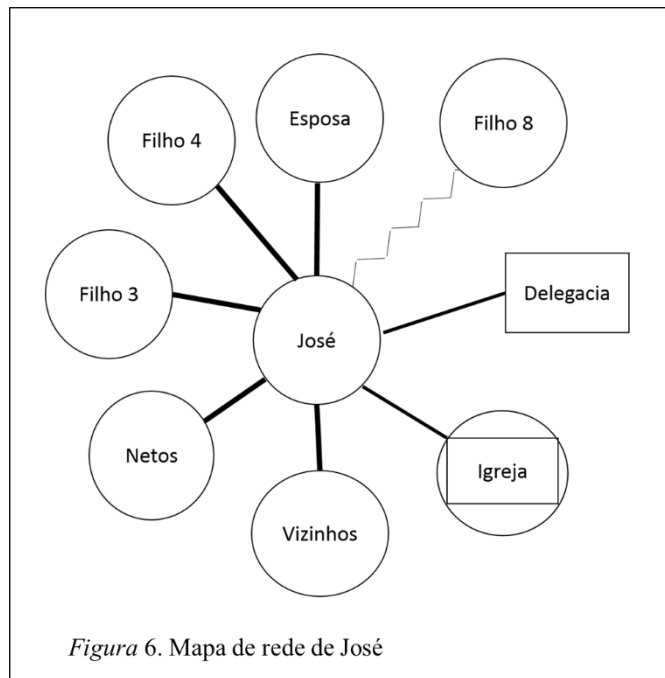 Esposa
Filho 8
Filho 4
Filho 3
José
Delegacia
Netos
Igreja
Vizinhos
Figura 6. Mapa de rede de José